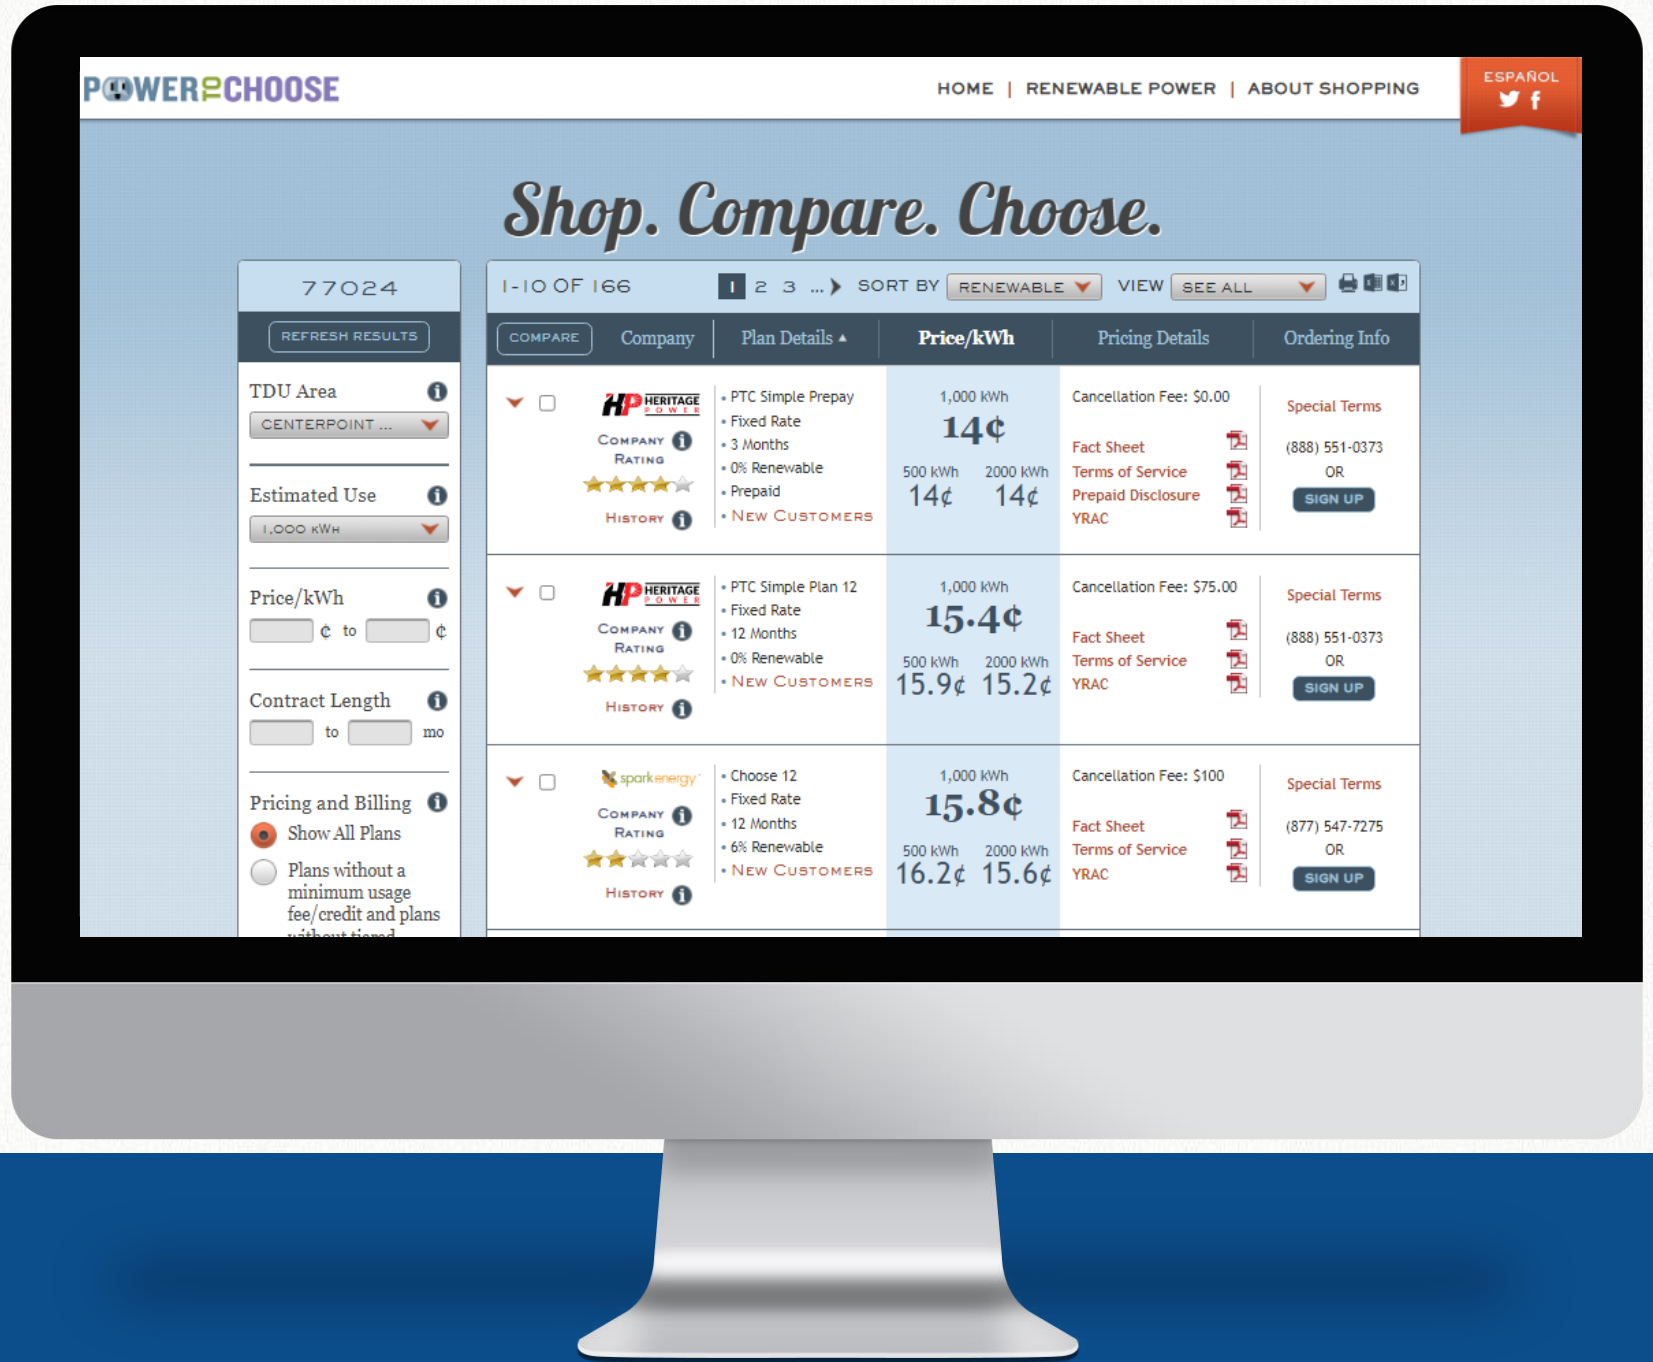 POWER TO CHOOSE
HOME | RENEWABLE POWER | ABOUT SHOPPING
ESPAÑOL
Shop. Compare. Choose.
77024
REFRESH RESULTS
TDU Area
CENTERPOINT ...
Estimated Use
1,000 KWH
Price/kWh
¢ to ¢
Contract Length
to mo
Pricing and Billing
Show All Plans
Plans without a
minimum usage
fee/credit and plans
without tiered
1-10 OF 166
1 2 3 ... SORT BY RENEWABLE VIEW SEE ALL
COMPARE Company Plan Details Price/kWh Pricing Details Ordering Info
HP HERITAGE
POWER
COMPANY
RATING
HISTORY
• PTC Simple Prepay
• Fixed Rate
• 3 Months
• 0% Renewable
• Prepaid
• NEW CUSTOMERS
1,000 kWh
14¢
500 kWh 2000 kWh
14¢ 14¢
Cancellation Fee: $0.00
Fact Sheet
Terms of Service
Prepaid Disclosure
YRAC
Special Terms
(888) 551-0373
OR
SIGN UP
HP HERITAGE
POWER
COMPANY
RATING
HISTORY
• PTC Simple Plan 12
• Fixed Rate
• 12 Months
• 0% Renewable
• NEW CUSTOMERS
1,000 kWh
15.4¢
500 kWh 2000 kWh
15.9¢ 15.2¢
Cancellation Fee: $75.00
Fact Sheet
Terms of Service
YRAC
Special Terms
(888) 551-0373
OR
SIGN UP
sparkenergy
COMPANY
RATING
HISTORY
• Choose 12
• Fixed Rate
• 12 Months
• 6% Renewable
• NEW CUSTOMERS
1,000 kWh
15.8¢
500 kWh 2000 kWh
16.2¢ 15.6¢
Cancellation Fee: $100
Fact Sheet
Terms of Service
YRAC
Special Terms
(877) 547-7275
OR
SIGN UP